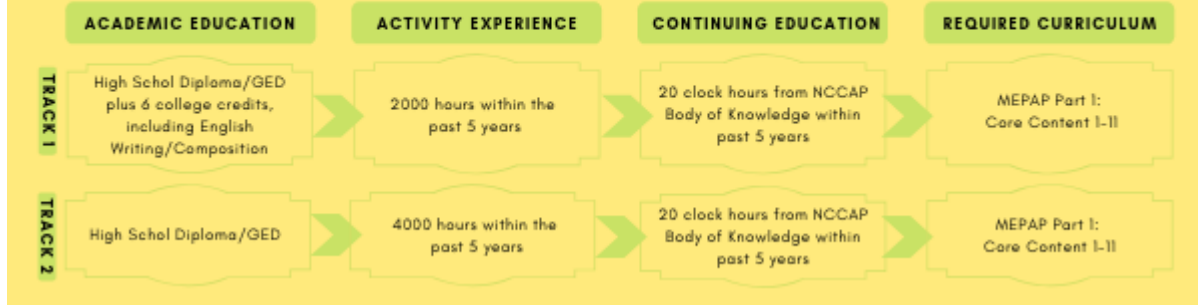 ACADEMIC EDUCATION
ACTIVITY EXPERIENCE
CONTINUING EDUCATION
REQUIRED CURRICULUM
TRACK 1
High Schol Diploma/GED
plus 6 college credits,
including English
Writing/Composition
2000 hours within the
past 5 years
20 clock hours from NCCAP
Body of Knowledge within
past 5 years
MEPAP Part 1:
Core Content 1-11
TRACK 2
High Schol Diploma/GED
4000 hours within the
past 5 years
20 clock hours from NCCAP
Body of Knowledge within
past 5 years
MEPAP Part 1:
Core Content 1-11